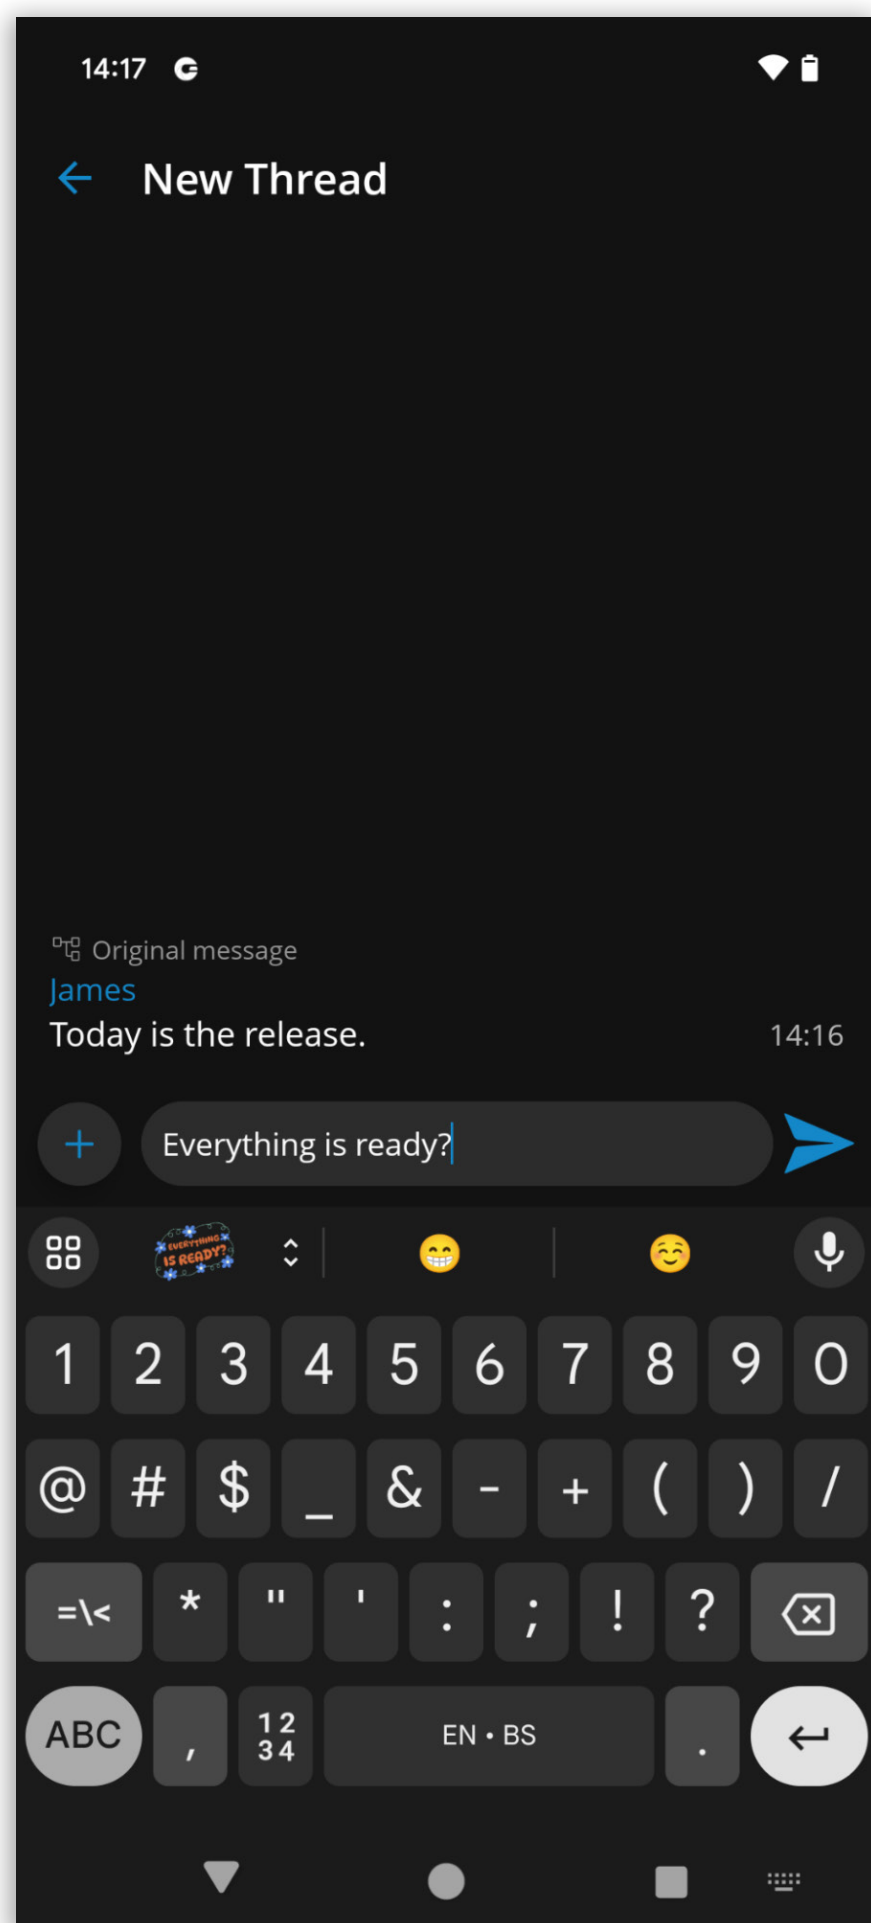 14:17
New Thread
Original message
James
Today is the release.
14:16
Everything is ready?
EVERYTHING
IS READY?
1 2 3 4 5 6 7 8 9 0
@ # $ _ & - + ( ) /
=\< * " ' : ; ! ?
ABC , 12 EN • BS .
34